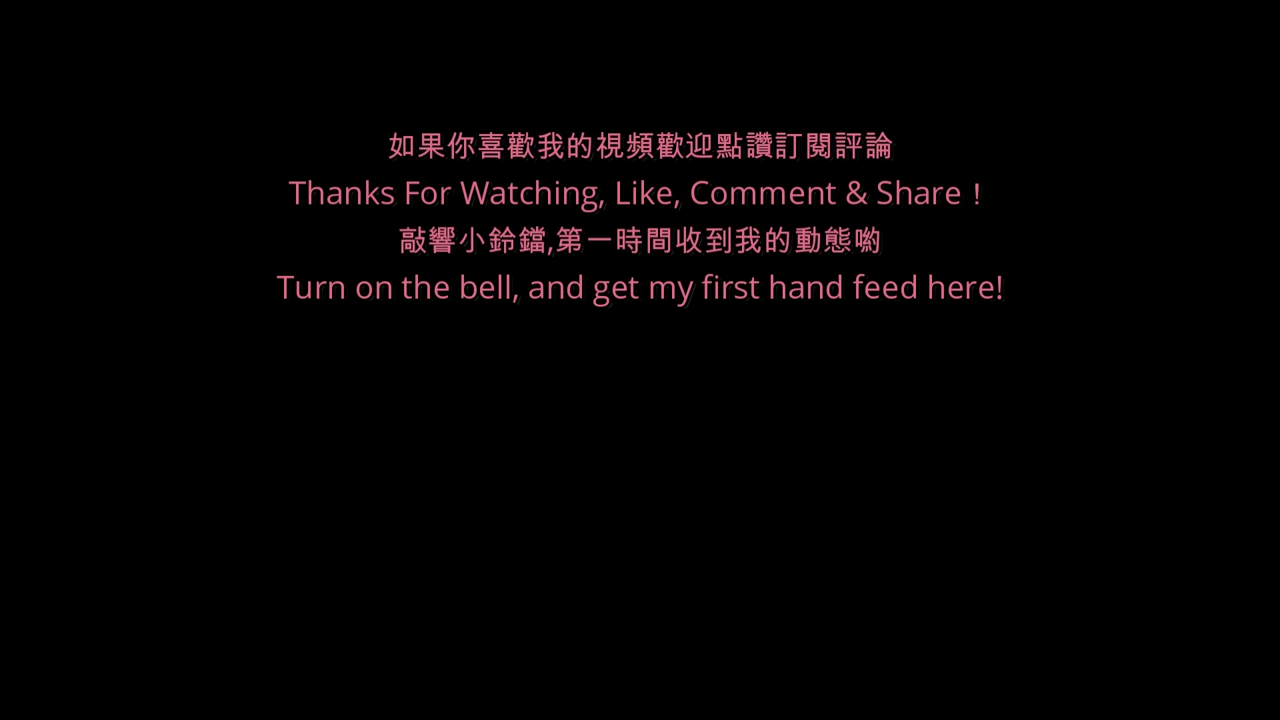 如果你喜歡我的視頻歡迎點讚訂閱評論
Thanks For Watching, Like, Comment & Share！
敲響小鈴鐺,第一時間收到我的動態喲
Turn on the bell, and get my first hand feed here!